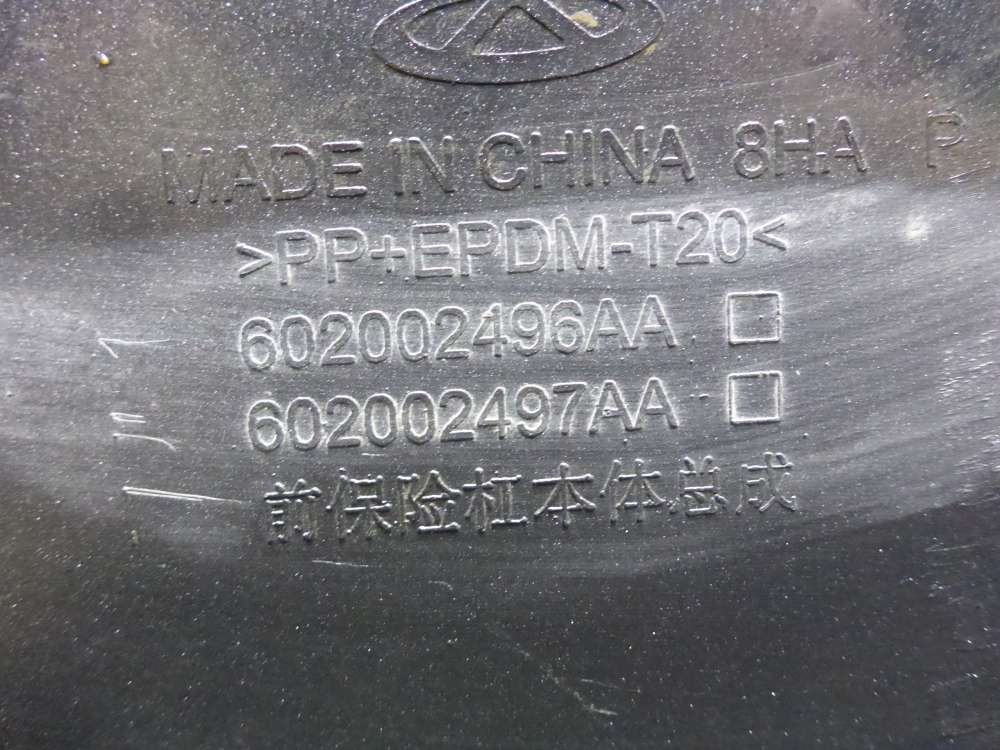 MADE IN CHINA 8HA P
>PP+EPDM-T20<
602002496AA □
602002497AA □
前保险杠本体总成